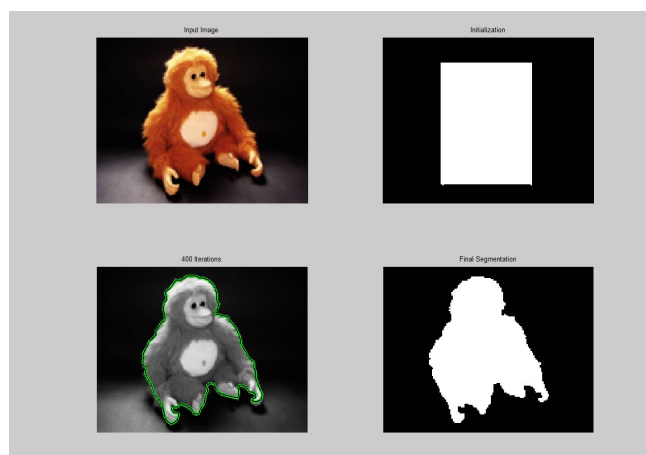 Input Image
Initialization
400 Iterations
Final Segmentation